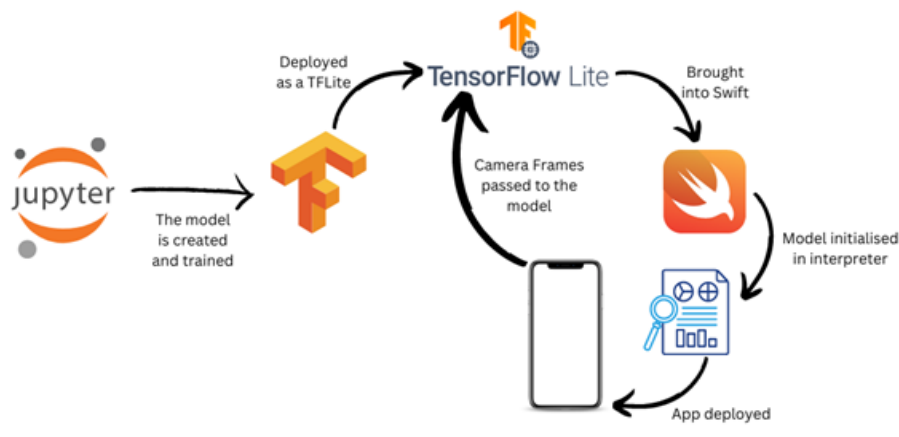 jupyter
The model
is created
and trained
Deployed
as a TFLite
TensorFlow Lite
Brought
into Swift
Camera Frames
passed to the
model
Model initialised
in interpreter
App deployed